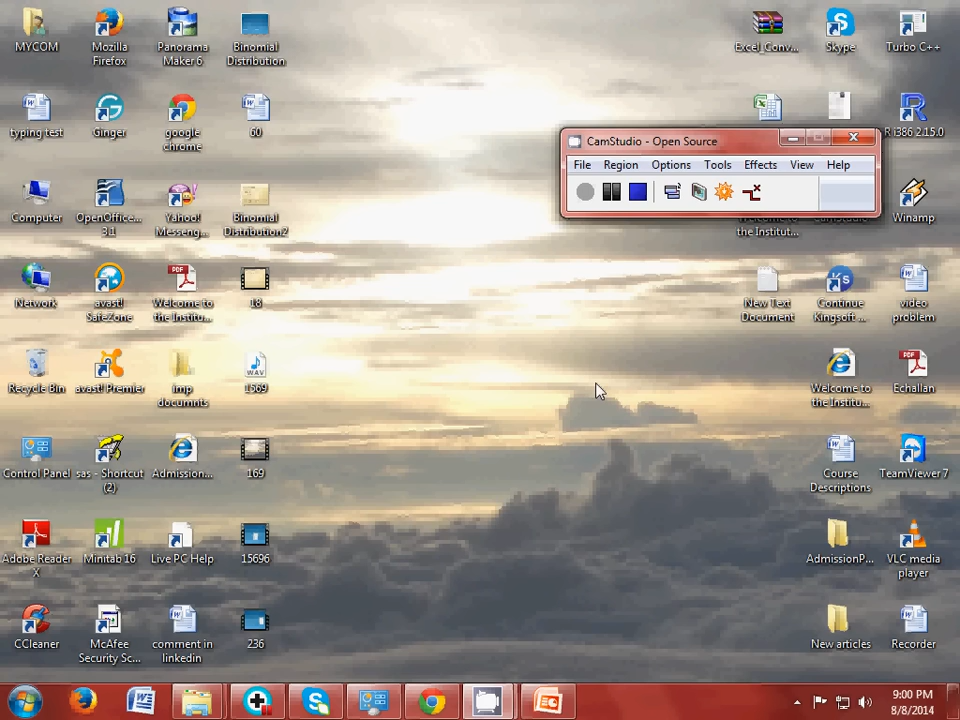 MYCOM
Mozilla
Firefox
Panorama
Maker 6
Binomial
Distribution
Excel_Conv...
Skype
Turbo C++
typing test
Ginger
google
chrome
60
R i386 2.15.0
CamStudio - Open Source
File Region Options Tools Effects View Help
Computer
OpenOffice...
3.1
Yahoo!
Messeng...
Binomial
Distribution2
the Institut...
Winamp
Network
avast!
SafeZone
PDF
Welcome to
the Institu...
18
New Text
Document
Continue
Kingsoft ...
video
problem
Recycle Bin
avast! Premier
imp
documnts
WAV
1569
Welcome to
the Institu...
PDF
Echallan
Control Panel
sas - Shortcut
(2)
Admission...
169
Course
Descriptions
TeamViewer 7
Adobe Reader
X
Minitab 16
Live PC Help
15696
AdmissionP...
VLC media
player
CCleaner
McAfee
Security Sc...
comment in
linkedin
236
New articles
Recorder
9:00 PM
8/8/2014